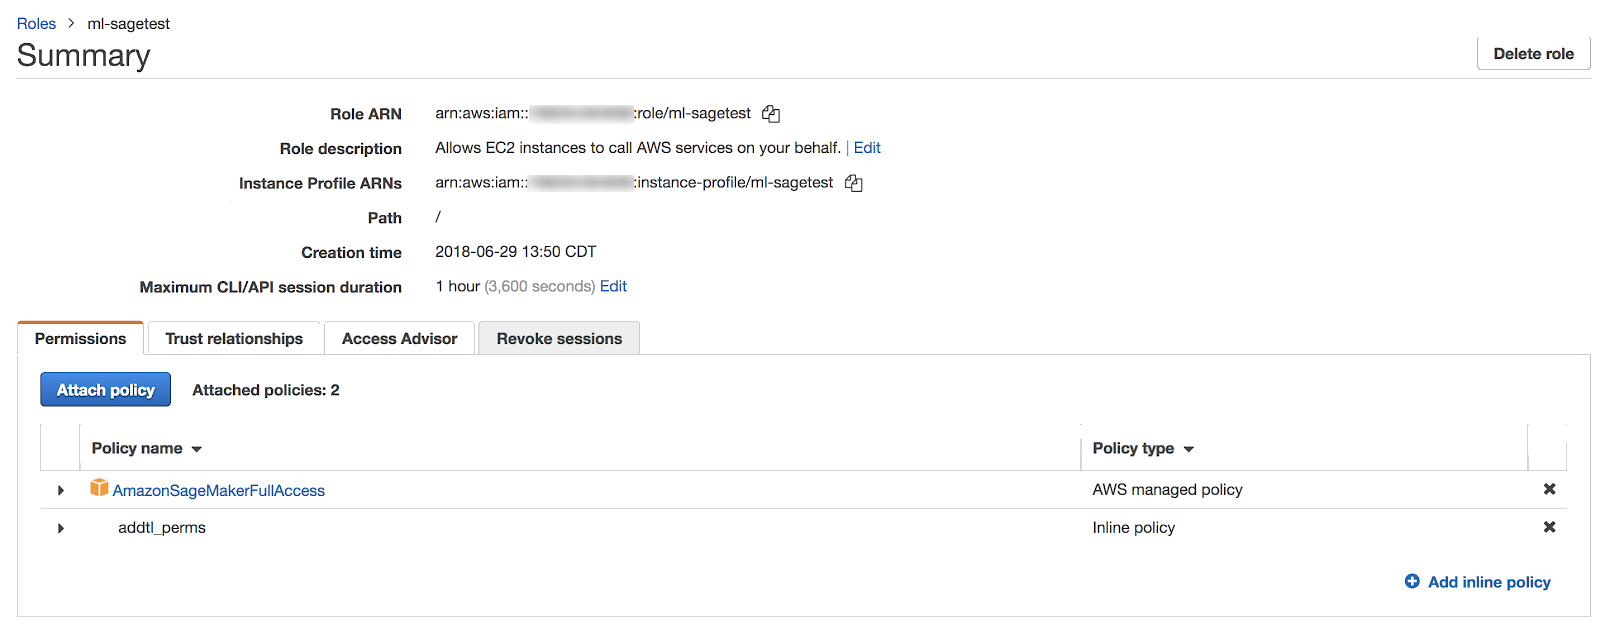 Roles > ml-sagetest
Summary
Delete role
Role ARN arn:aws:iam:: :role/ml-sagetest
Role description Allows EC2 instances to call AWS services on your behalf. | Edit
Instance Profile ARNs arn:aws:iam:: :instance-profile/ml-sagetest
Path /
Creation time 2018-06-29 13:50 CDT
Maximum CLI/API session duration 1 hour (3,600 seconds) Edit
Permissions Trust relationships Access Advisor Revoke sessions
Attach policy Attached policies: 2
Policy name Policy type
AmazonSageMakerFullAccess AWS managed policy
addtl_perms Inline policy
Add inline policy